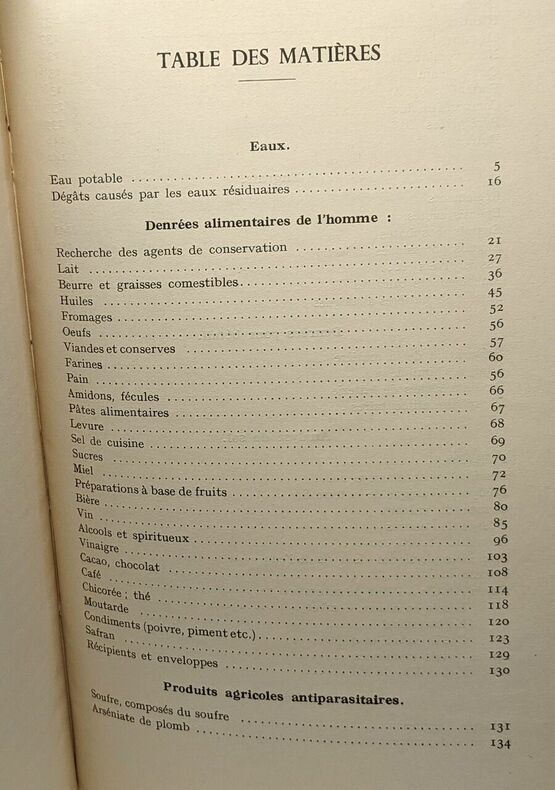 TABLE DES MATIÈRES
Eaux.
Eau potable ........ 5
Dégâts causés par les eaux résiduaires ........ 16
Denrées alimentaires de l'homme :
Recherche des agents de conservation ........ 21
Lait ........ 27
Beurre et graisses comestibles ........ 36
Huiles ........ 45
Fromages ........ 52
Oeufs ........ 56
Viandes et conserves ........ 57
Farines ........ 60
Pain ........ 56
Amidons, fécules ........ 66
Pâtes alimentaires ........ 67
Levure ........ 68
Sel de cuisine ........ 69
Sucres ........ 70
Miel ........ 72
Préparations à base de fruits ........ 76
Bière ........ 80
Vin ........ 85
Alcools et spiritueux ........ 96
Vinaigre ........ 103
Cacao, chocolat ........ 108
Café ........ 114
Chicorée ; thé ........ 118
Moutarde ........ 120
Condiments (poivre, piment etc.) ........ 123
Safran ........ 129
Récipients et enveloppes ........ 130
Produits agricoles antiparasitaires.
Soufre, composés du soufre ........ 131
Arséniate de plomb ........ 134